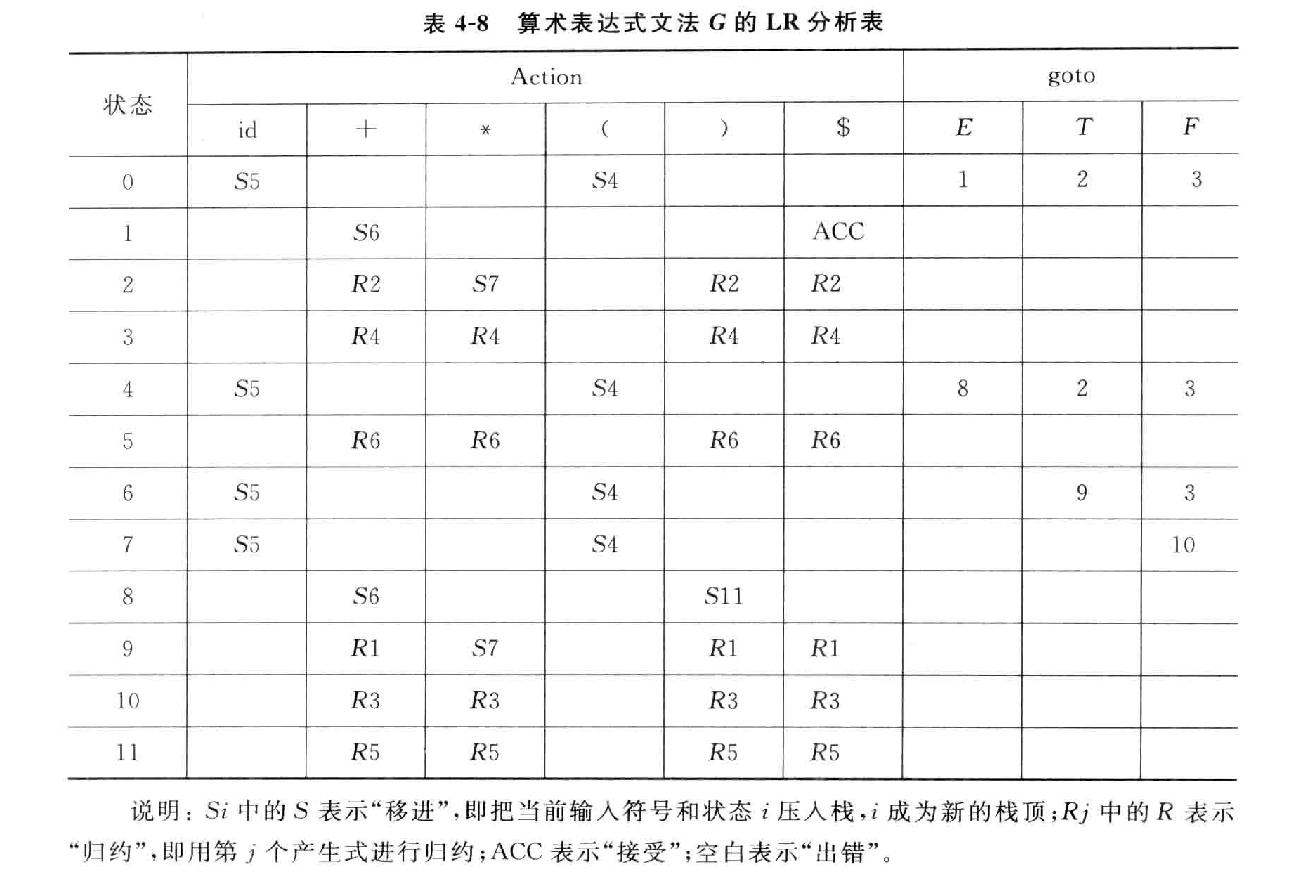 表 4-8 算术表达式文法 G 的 LR 分析表
状态 Action goto
id + * ( ) $ E T F
0 S5 S4 1 2 3
1 S6 ACC
2 R2 S7 R2 R2
3 R4 R4 R4 R4
4 S5 S4 8 2 3
5 R6 R6 R6 R6
6 S5 S4 9 3
7 S5 S4 10
8 S6 S11
9 R1 S7 R1 R1
10 R3 R3 R3 R3
11 R5 R5 R5 R5
说明: Si 中的 S 表示“移进”,即把当前输入符号和状态 i 压入栈,i 成为新的栈顶;Rj 中的 R 表示
“归约”,即用第 j 个产生式进行归约;ACC 表示“接受”;空白表示“出错”。